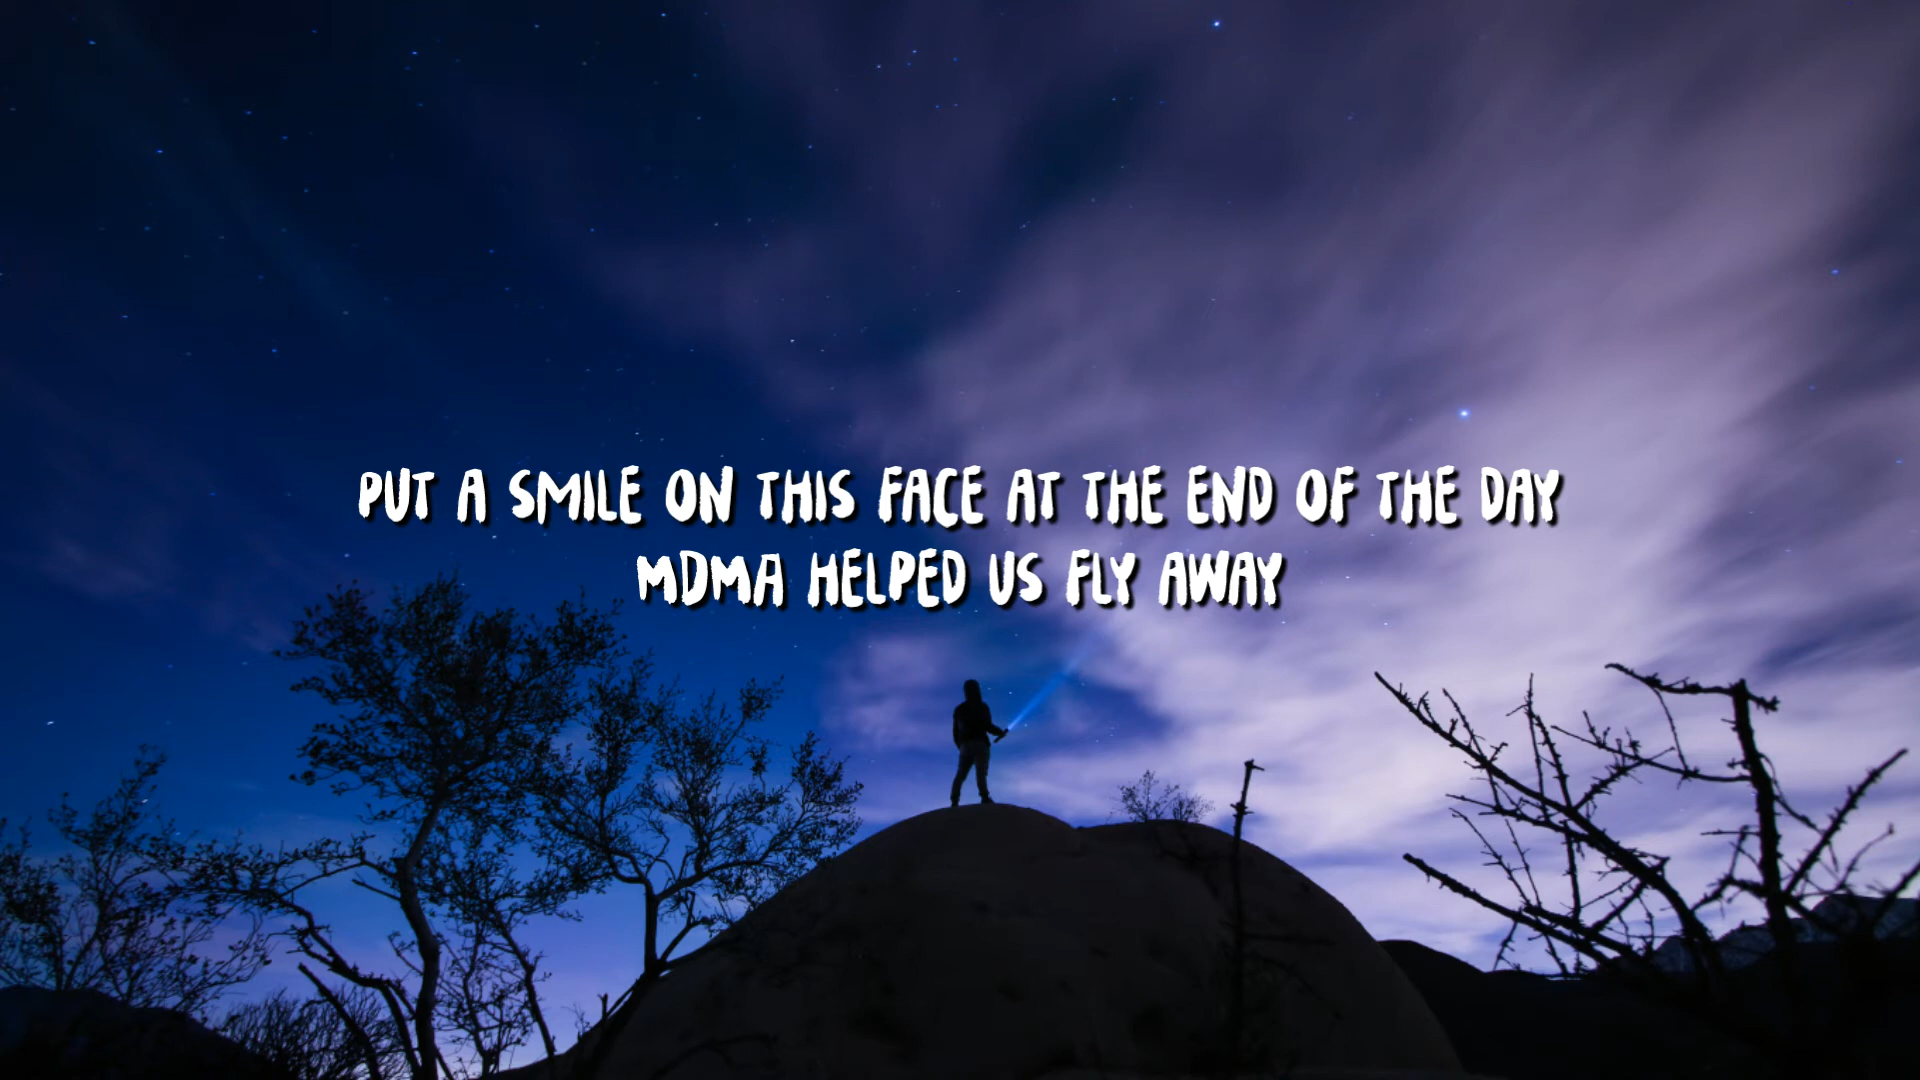 PUT A SMILE ON THIS FACE AT THE END OF THE DAY
MDMA HELPED US FLY AWAY